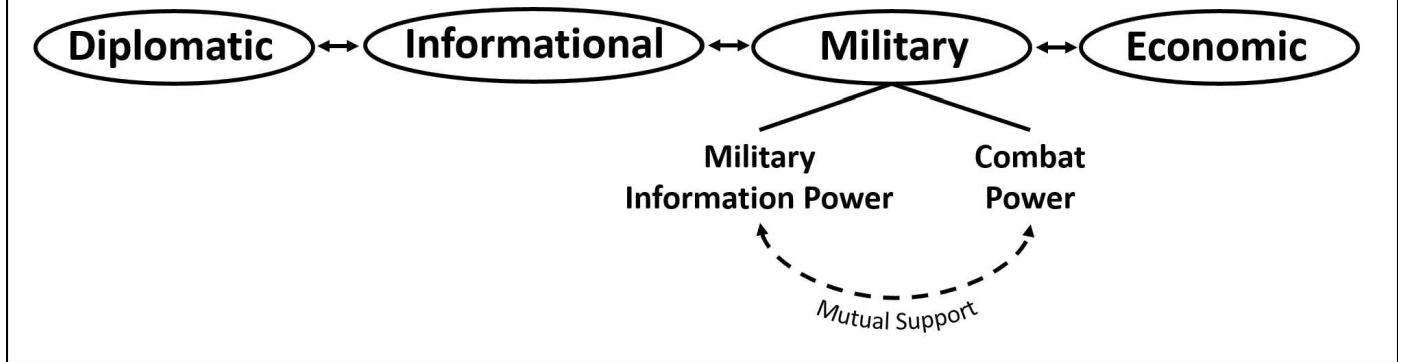 Diplomatic Informational Military Economic
Military
Information Power
Combat
Power
Mutual Support